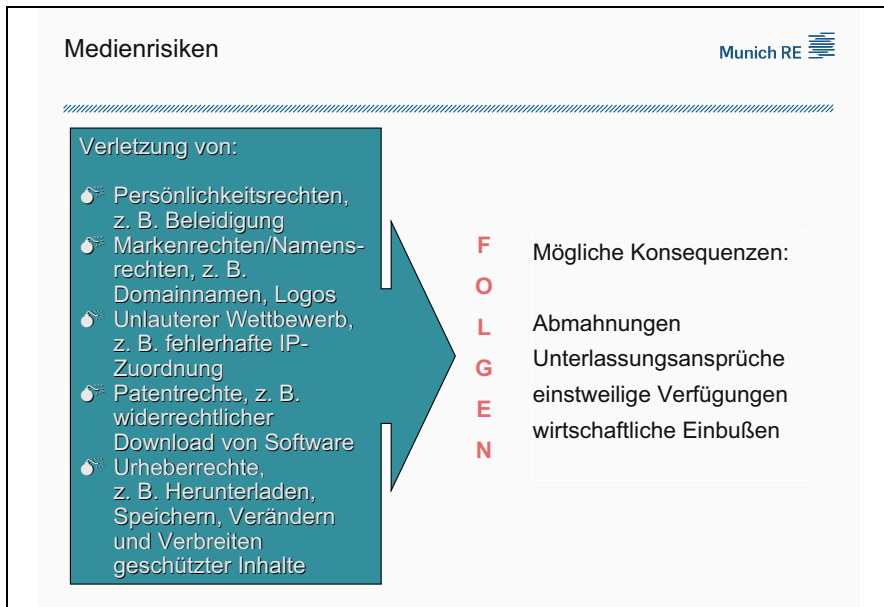 Medienrisiken
Munich RE
Verletzung von:
Persönlichkeitsrechten,
z. B. Beleidigung
Markenrechten/Namens-
rechten, z. B.
Domainnamen, Logos
Unlauterer Wettbewerb,
z. B. fehlerhafte IP-
Zuordnung
Patentrechte, z. B.
widerrechtlicher
Download von Software
Urheberrechte,
z. B. Herunterladen,
Speichern, Verändern
und Verbreiten
geschützter Inhalte
F
O
L
G
E
N
Mögliche Konsequenzen:
Abmahnungen
Unterlassungsansprüche
einstweilige Verfügungen
wirtschaftliche Einbußen